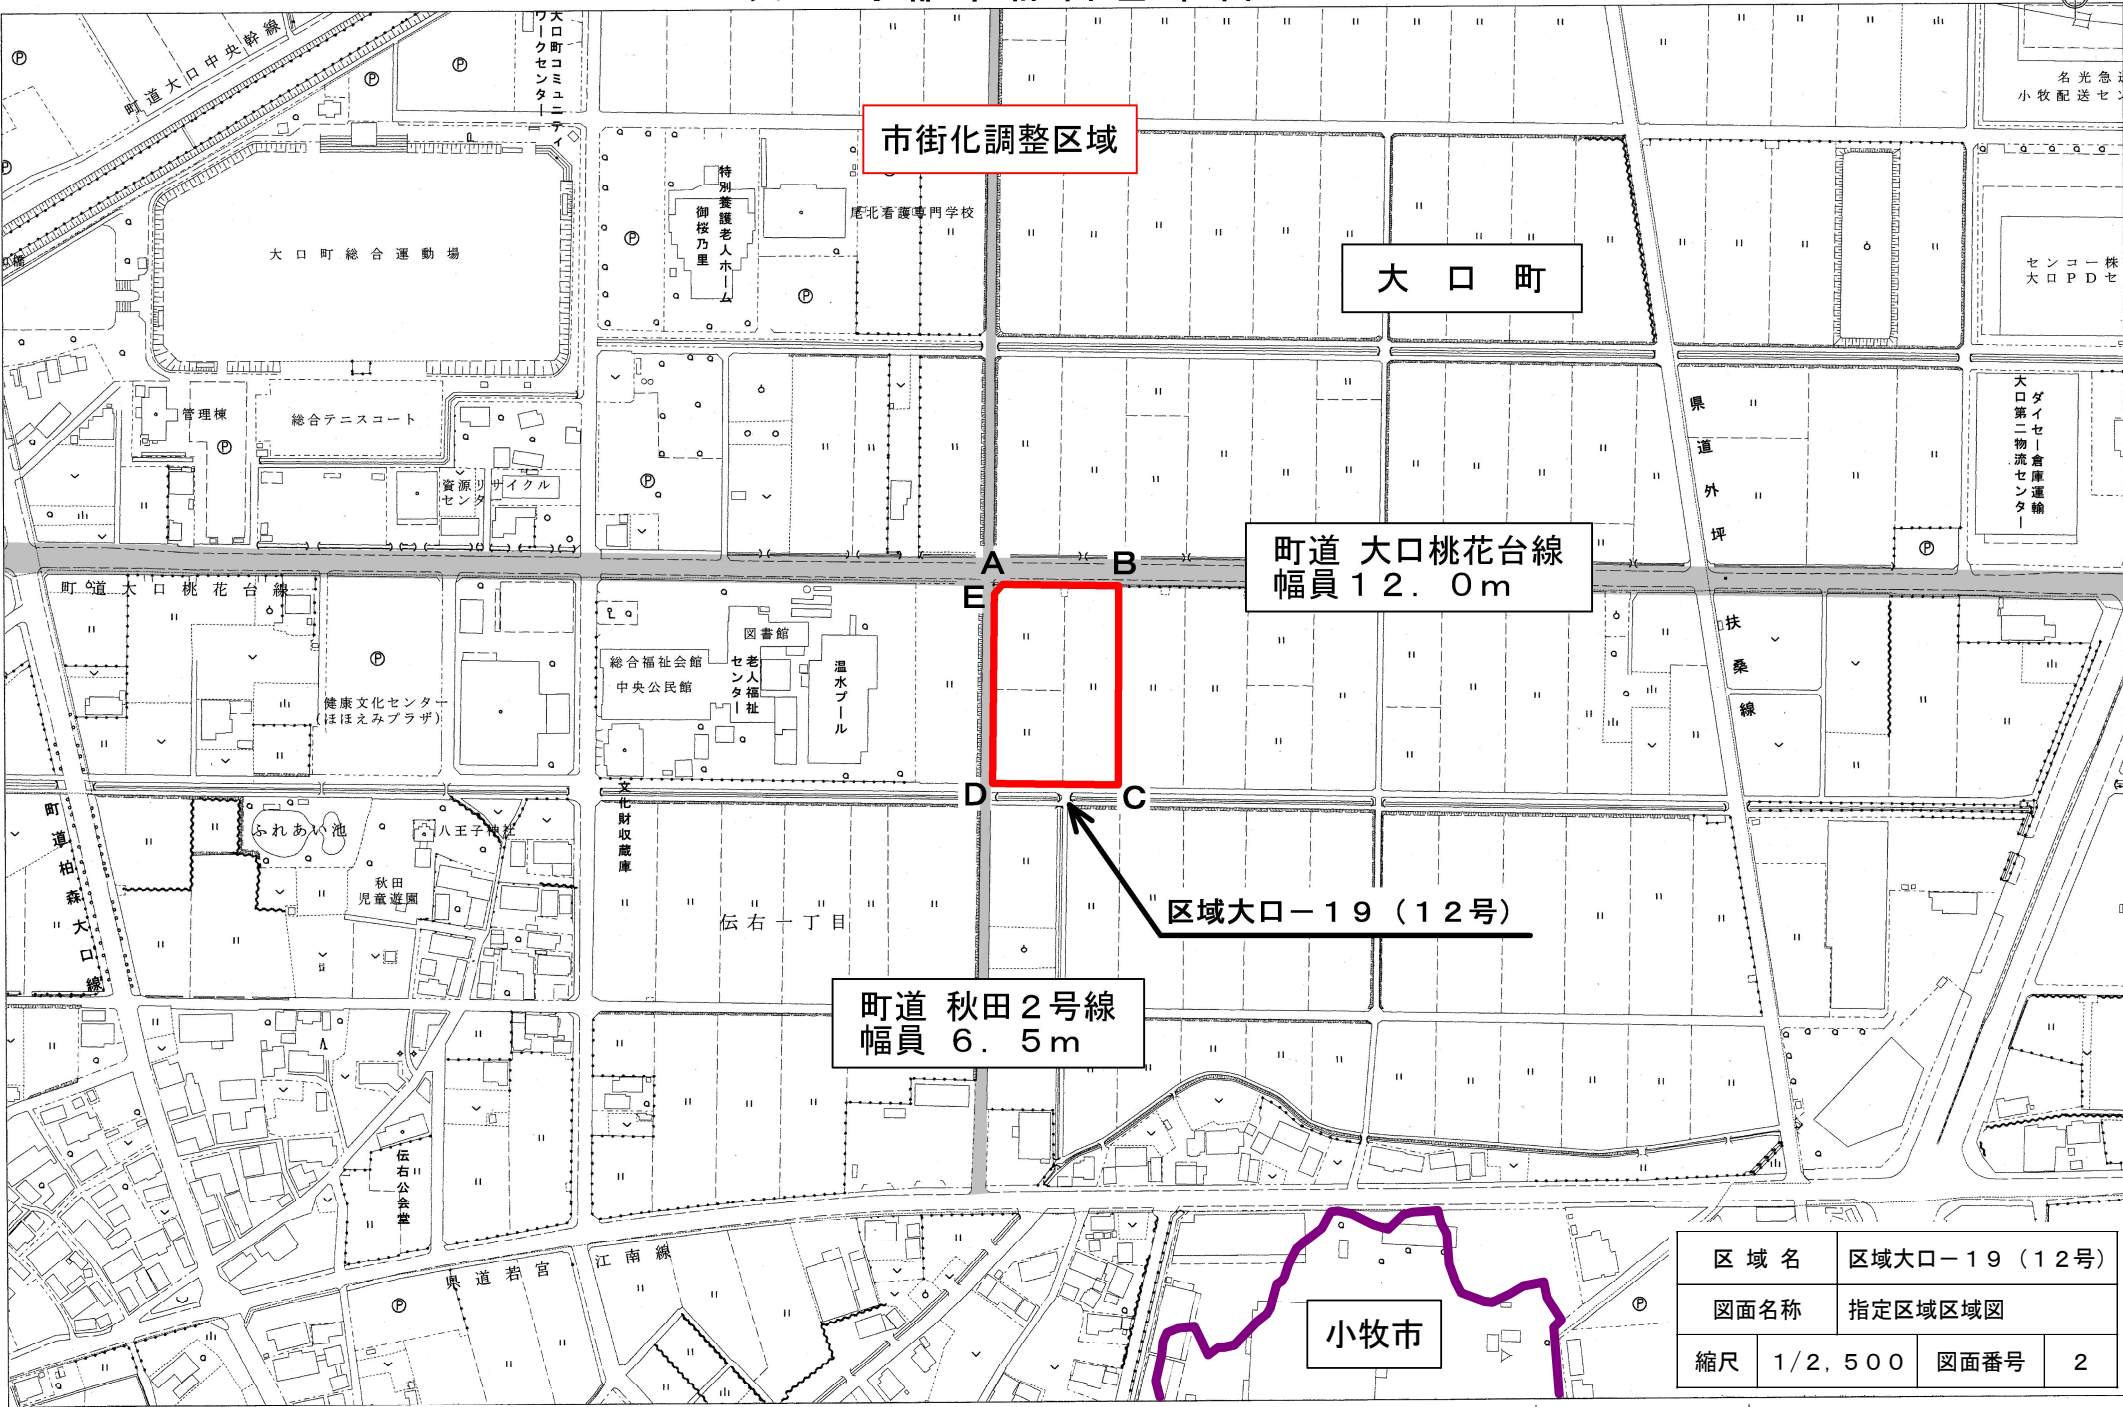 町道大口中央幹線
大口町コミュニティ
ワークセンター
市街化調整区域
名光急
小牧配送セン
特別養護老人ホーム
御桜乃里
尾北看護専門学校
大口町総合運動場
大口町
センコー株
大口PDセ
管理棟
総合テニスコート
資源リサイクル
センタ
県道外坪扶桑線
ダイセー倉庫運輸
大口第二物流センター
町道 大口桃花台線
幅員12.0m
A
B
E
町道大口桃花台線
図書館
総合福祉会館
中央公民館
老人福祉
センター
温水プール
健康文化センター
(ほほえみプラザ)
D
C
文化財収蔵庫
町道柏森大口線
ふれあい池
八王子神社
秋田
児童遊園
伝右一丁目
区域大口-19(12号)
町道 秋田2号線
幅員 6.5m
伝右公会堂
県道若宮江南線
小牧市
区域名 区域大口-19(12号)
図面名称 指定区域区域図
縮尺 1/2,500 図面番号 2